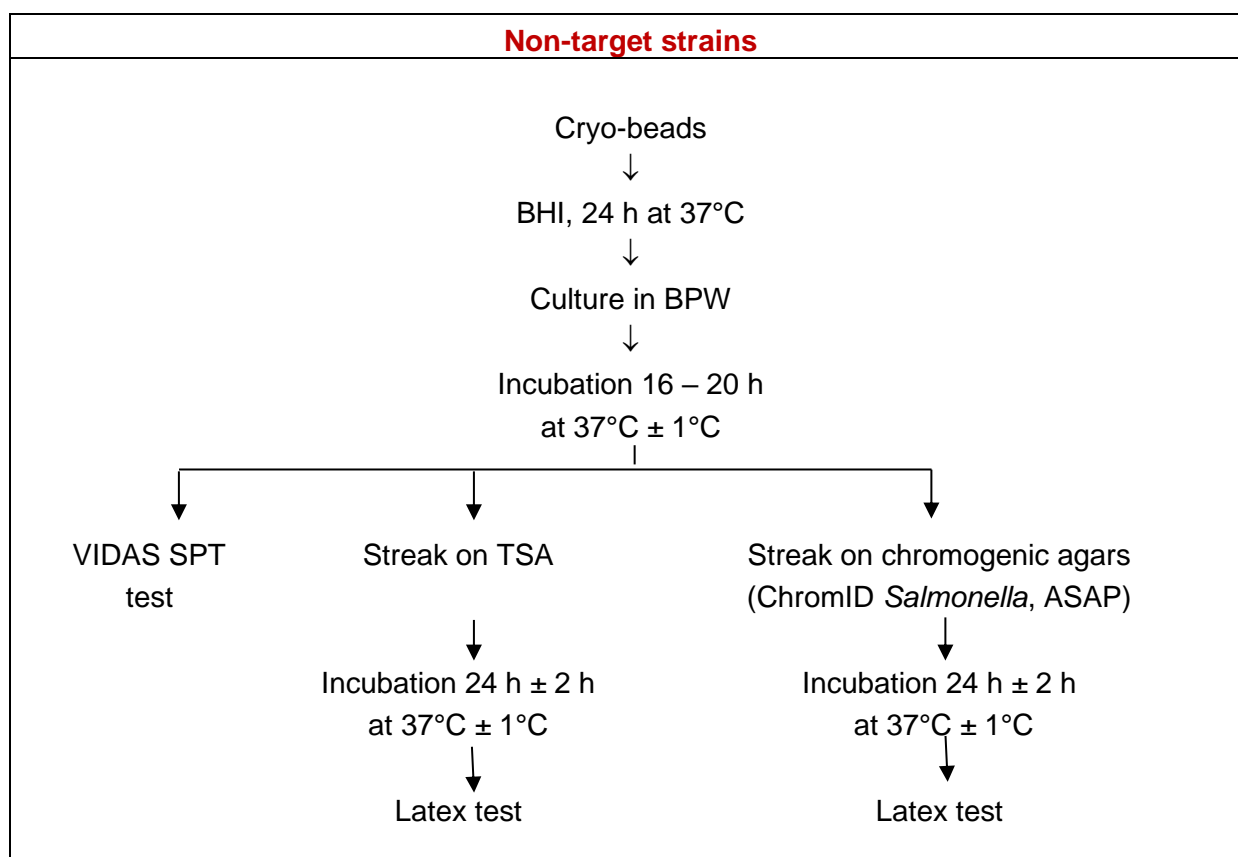 Non-target strains
Cryo-beads
↓
BHI, 24 h at 37°C
↓
Culture in BPW
↓
Incubation 16 – 20 h
at 37°C ± 1°C
VIDAS SPT
test
Streak on TSA
Streak on chromogenic agars
(ChromID Salmonella, ASAP)
Incubation 24 h ± 2 h
at 37°C ± 1°C
Incubation 24 h ± 2 h
at 37°C ± 1°C
Latex test
Latex test